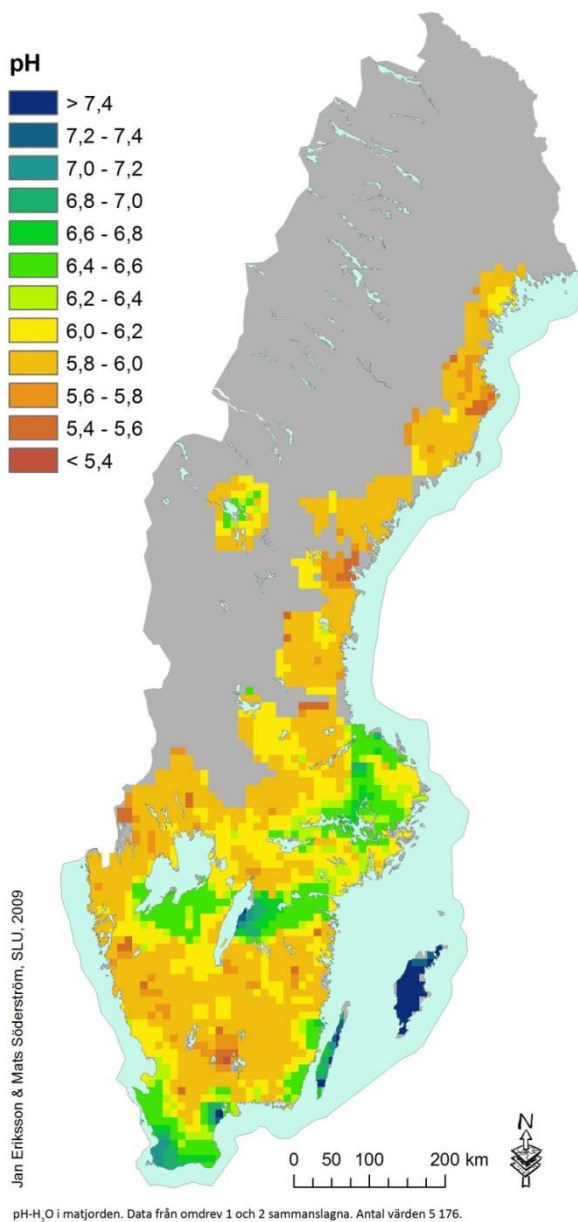 pH
> 7,4
7,2 - 7,4
7,0 - 7,2
6,8 - 7,0
6,6 - 6,8
6,4 - 6,6
6,2 - 6,4
6,0 - 6,2
5,8 - 6,0
5,6 - 5,8
5,4 - 5,6
< 5,4
Jan Eriksson & Mats Söderström, SLU, 2009
N
0 50 100 200 km
pH-H₂O i matjorden. Data från omdrev 1 och 2 sammanslagna. Antal värden 5 176.